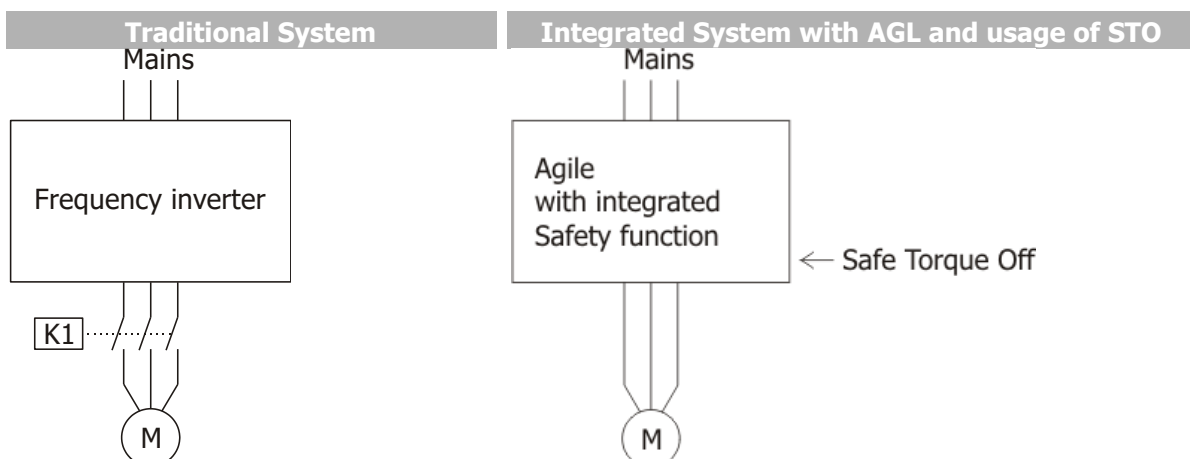 Traditional System
Mains
Frequency inverter
K1
M
Integrated System with AGL and usage of STO
Mains
Agile
with integrated
Safety function
Safe Torque Off
M